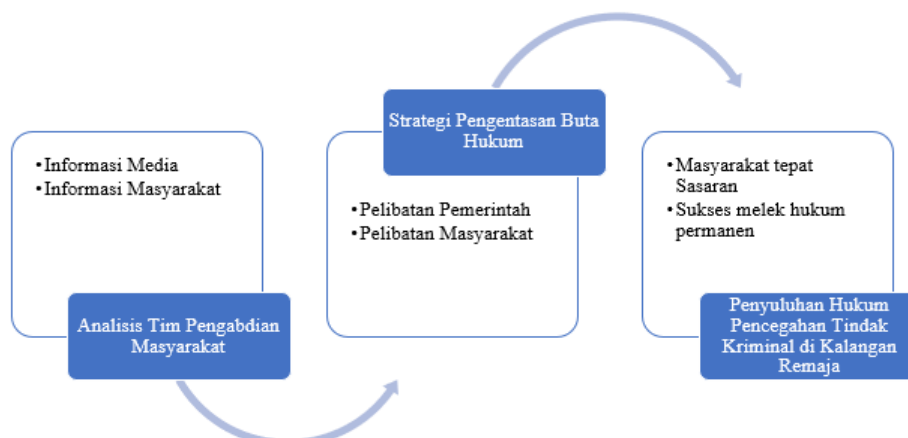 •Informasi Media
•Informasi Masyarakat
Analisis Tim Pengabdian
Masyarakat
Strategi Pengentasan Buta
Hukum
•Pelibatan Pemerintah
•Pelibatan Masyarakat
•Masyarakat tepat
Sasaran
•Sukses melek hukum
permanen
Penyuluhan Hukum
Pencegahan Tindak
Kriminal di Kalangan
Remaja